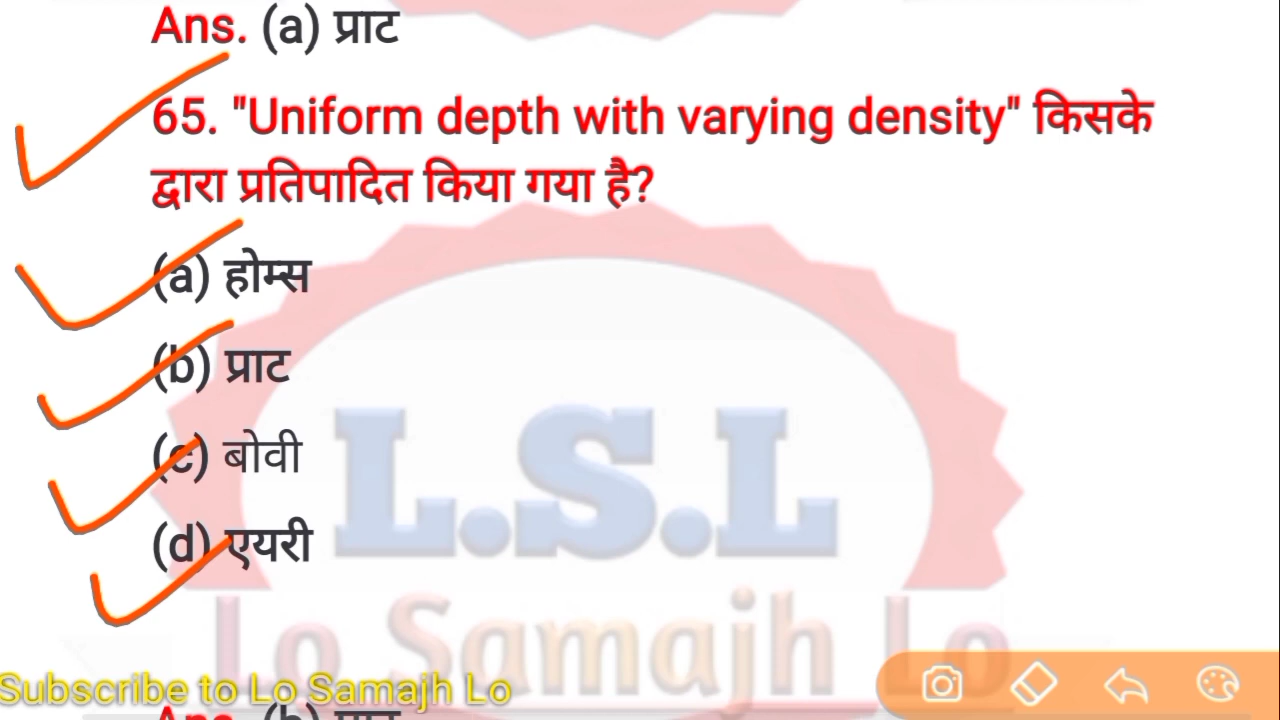 Ans. (a) प्राट
65. "Uniform depth with varying density" किसके
द्वारा प्रतिपादित किया गया है?
(a) होम्स
(b) प्राट
(c) बोवी
(d) एयरी
L.S.L
Lo Samajh Lo
Subscribe to Lo Samajh Lo
Ans. (b) प्राट